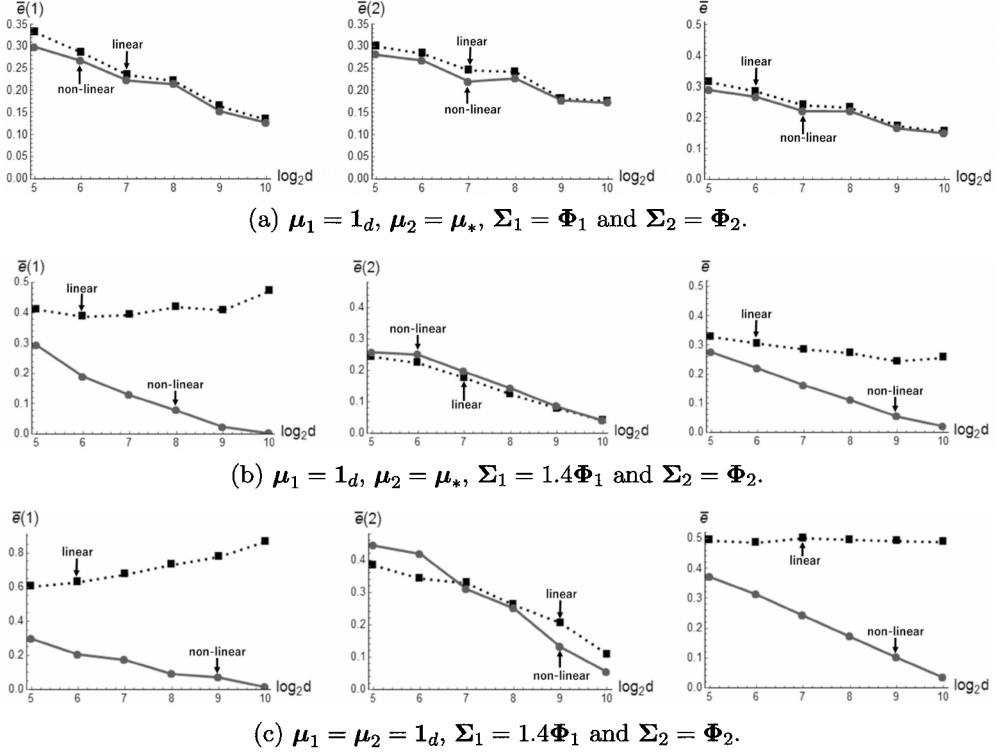 ē(1)
0.35
0.30
0.25
0.20
0.15
0.10
0.05
0.00
linear
non-linear
5 6 7 8 9 10
log₂d
ē(2)
0.35
0.30
0.25
0.20
0.15
0.10
0.05
0.00
linear
non-linear
5 6 7 8 9 10
log₂d
ē
0.5
0.4
0.3
0.2
0.1
0.0
linear
non-linear
5 6 7 8 9 10
log₂d
(a) μ₁ = 1_d, μ₂ = μ_*, Σ₁ = Φ₁ and Σ₂ = Φ₂.
ē(1)
0.5
0.4
0.3
0.2
0.1
0.0
linear
non-linear
5 6 7 8 9 10
log₂d
ē(2)
0.5
0.4
0.3
0.2
0.1
0.0
non-linear
linear
5 6 7 8 9 10
log₂d
ē
0.5
0.4
0.3
0.2
0.1
0.0
linear
non-linear
5 6 7 8 9 10
log₂d
(b) μ₁ = 1_d, μ₂ = μ_*, Σ₁ = 1.4Φ₁ and Σ₂ = Φ₂.
ē(1)
0.8
0.6
0.4
0.2
0.0
linear
non-linear
5 6 7 8 9 10
log₂d
ē(2)
0.4
0.3
0.2
0.1
0.0
linear
non-linear
5 6 7 8 9 10
log₂d
ē
0.5
0.4
0.3
0.2
0.1
0.0
linear
non-linear
5 6 7 8 9 10
log₂d
(c) μ₁ = μ₂ = 1_d, Σ₁ = 1.4Φ₁ and Σ₂ = Φ₂.